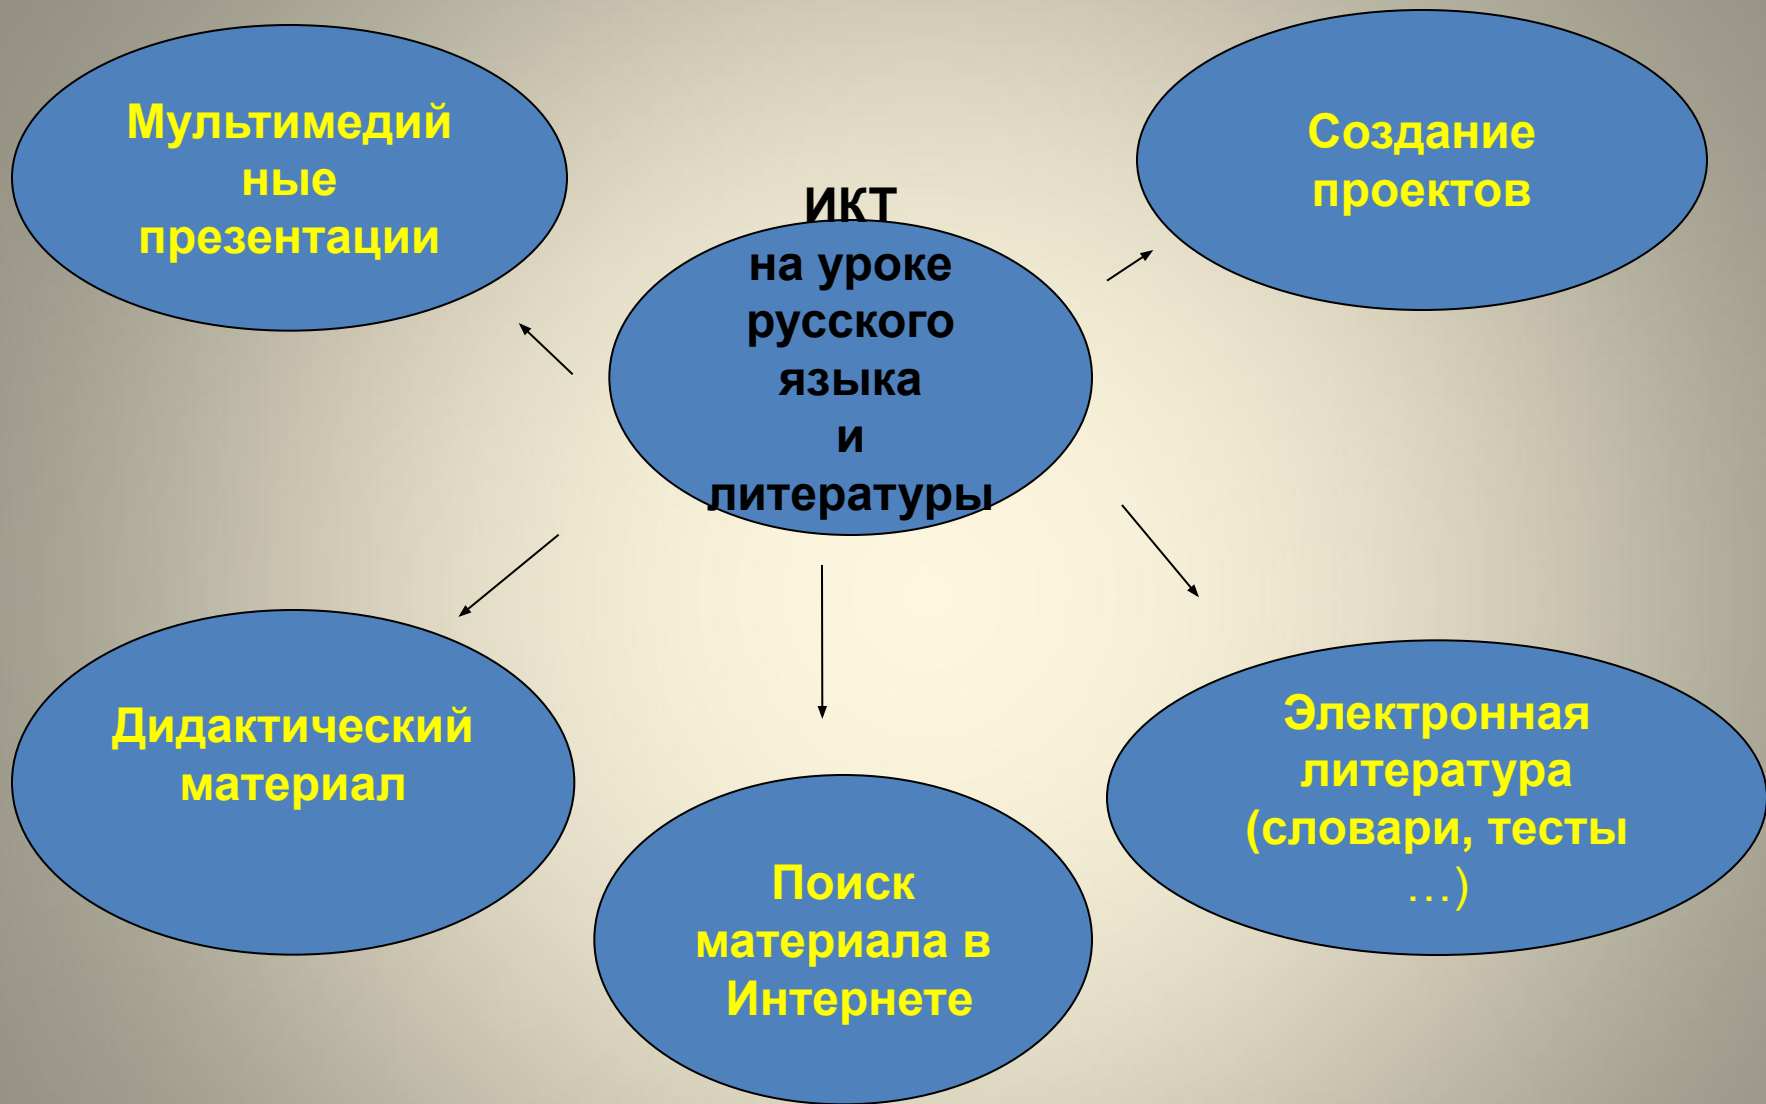 Мультимедий
ные
презентации
Создание
проектов
ИКТ
на уроке
русского
языка
и
литературы
Дидактический
материал
Поиск
материала в
Интернете
Электронная
литература
(словари, тесты
…)